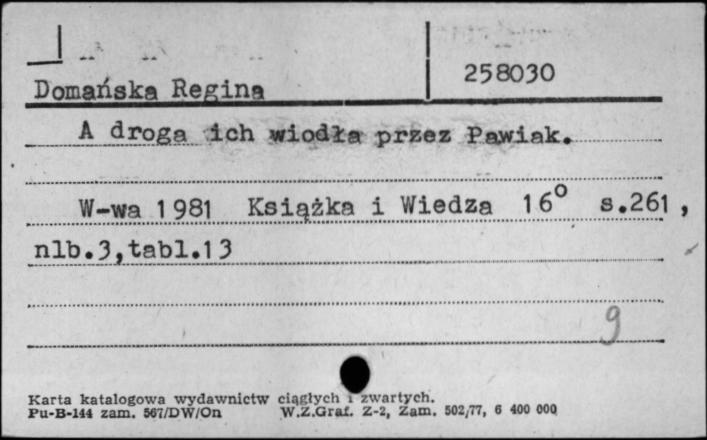 258030
Domańska Regina
A droga ich wiodła przez Pawiak.
W-wa 1981 Książka i Wiedza 16° s.261,
nlb.3,tabl.13
9
Karta katalogowa wydawnictw ciągłych i zwartych.
Pu-B-144 zam. 567/DW/On W.Z.Graf. Z-2, Zam. 502/77, 6 400 000